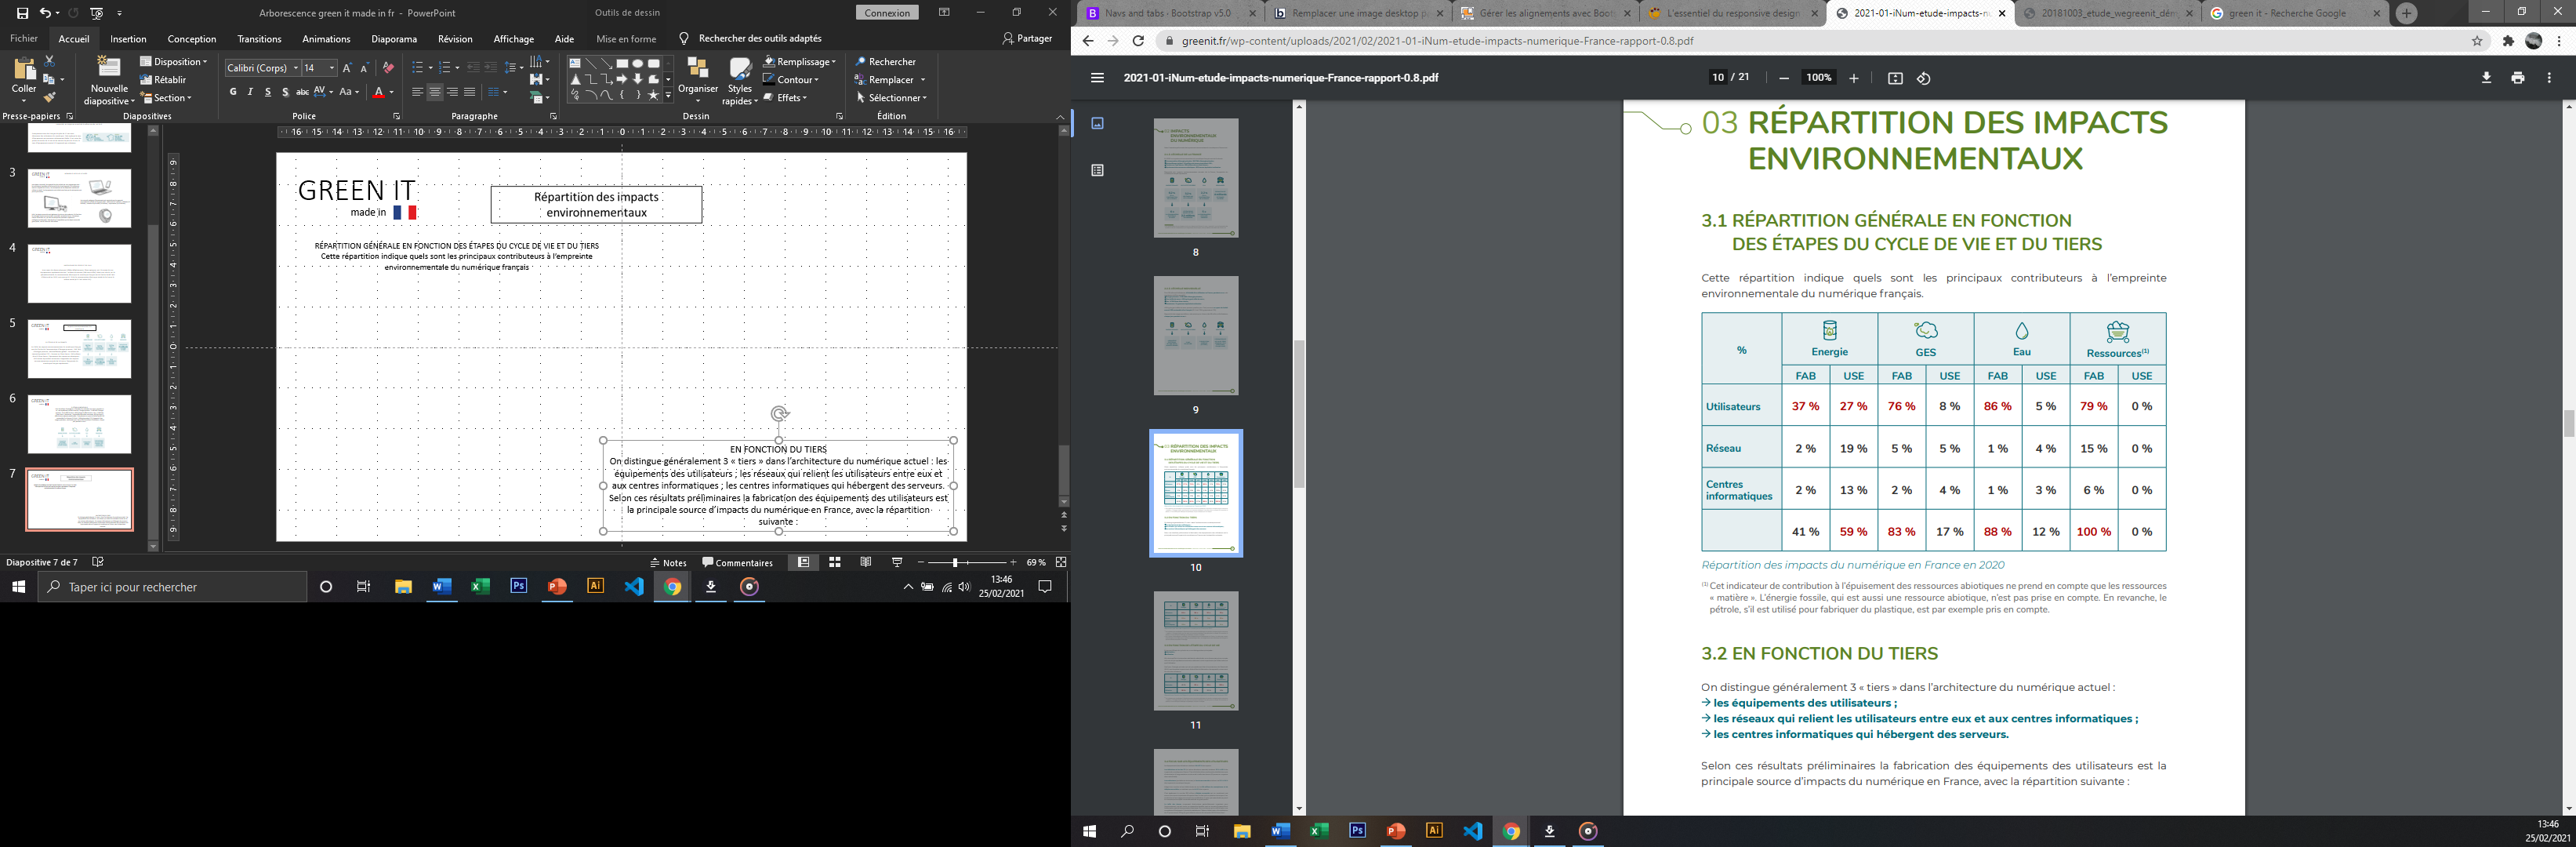 Arborescence green it made in fr - PowerPoint
Outils de dessin
Connexion
Fichier
Accueil
Insertion
Conception
Transitions
Animations
Diaporama
Révision
Affichage
Aide
Mise en forme
Rechercher des outils adaptés
Partager
Coller
Nouvelle
diapositive
Disposition
Rétablir
Section
Calibri (Corps)
14
Organiser
Styles
rapides
Remplissage
Contour
Effets
Rechercher
Remplacer
Sélectionner
Presse-papiers
Diapositives
Police
Paragraphe
Dessin
Édition
3
4
5
6
7
GREEN IT
made in
Répartition des impacts
environnementaux
RÉPARTITION GÉNÉRALE EN FONCTION DES ÉTAPES DU CYCLE DE VIE ET DU TIERS
Cette répartition indique quels sont les principaux contributeurs à l'empreinte
environnementale du numérique français
EN FONCTION DU TIERS
On distingue généralement 3 « tiers » dans l'architecture du numérique actuel : les
équipements des utilisateurs ; les réseaux qui relient les utilisateurs entre eux et
aux centres informatiques ; les centres informatiques qui hébergent des serveurs.
Selon ces résultats préliminaires la fabrication des équipements des utilisateurs est
la principale source d'impacts du numérique en France, avec la répartition
suivante :
Diapositive 7 de 7
Notes
Commentaires
69 %
Taper ici pour rechercher
13:46
25/02/2021
Navs and tabs · Bootstrap v5.0
Remplacer une image desktop p
Gérer les alignements avec Boot
L'essentiel du responsive design
2021-01-iNum-etude-impacts-n
20181003_etude_wegreenit_dém
green it - Recherche Google
greenit.fr/wp-content/uploads/2021/02/2021-01-iNum-etude-impacts-numerique-France-rapport-0.8.pdf
2021-01-iNum-etude-impacts-numerique-France-rapport-0.8.pdf
10 / 21
100%
8
9
10
11
03 RÉPARTITION DES IMPACTS
ENVIRONNEMENTAUX
3.1 RÉPARTITION GÉNÉRALE EN FONCTION
DES ÉTAPES DU CYCLE DE VIE ET DU TIERS
Cette répartition indique quels sont les principaux contributeurs à l'empreinte
environnementale du numérique français.
% Energie GES Eau Ressources(1)
FAB USE FAB USE FAB USE FAB USE
Utilisateurs 37 % 27 % 76 % 8 % 86 % 5 % 79 % 0 %
Réseau 2 % 19 % 5 % 5 % 1 % 4 % 15 % 0 %
Centres
informatiques 2 % 13 % 2 % 4 % 1 % 3 % 6 % 0 %
41 % 59 % 83 % 17 % 88 % 12 % 100 % 0 %
Répartition des impacts du numérique en France en 2020
(1) Cet indicateur de contribution à l'épuisement des ressources abiotiques ne prend en compte que les ressources
« matière ». L'énergie fossile, qui est aussi une ressource abiotique, n'est pas prise en compte. En revanche, le
pétrole, s'il est utilisé pour fabriquer du plastique, est par exemple pris en compte.
3.2 EN FONCTION DU TIERS
On distingue généralement 3 « tiers » dans l'architecture du numérique actuel :
→ les équipements des utilisateurs ;
→ les réseaux qui relient les utilisateurs entre eux et aux centres informatiques ;
→ les centres informatiques qui hébergent des serveurs.
Selon ces résultats préliminaires la fabrication des équipements des utilisateurs est la
principale source d'impacts du numérique en France, avec la répartition suivante :
13:46
25/02/2021